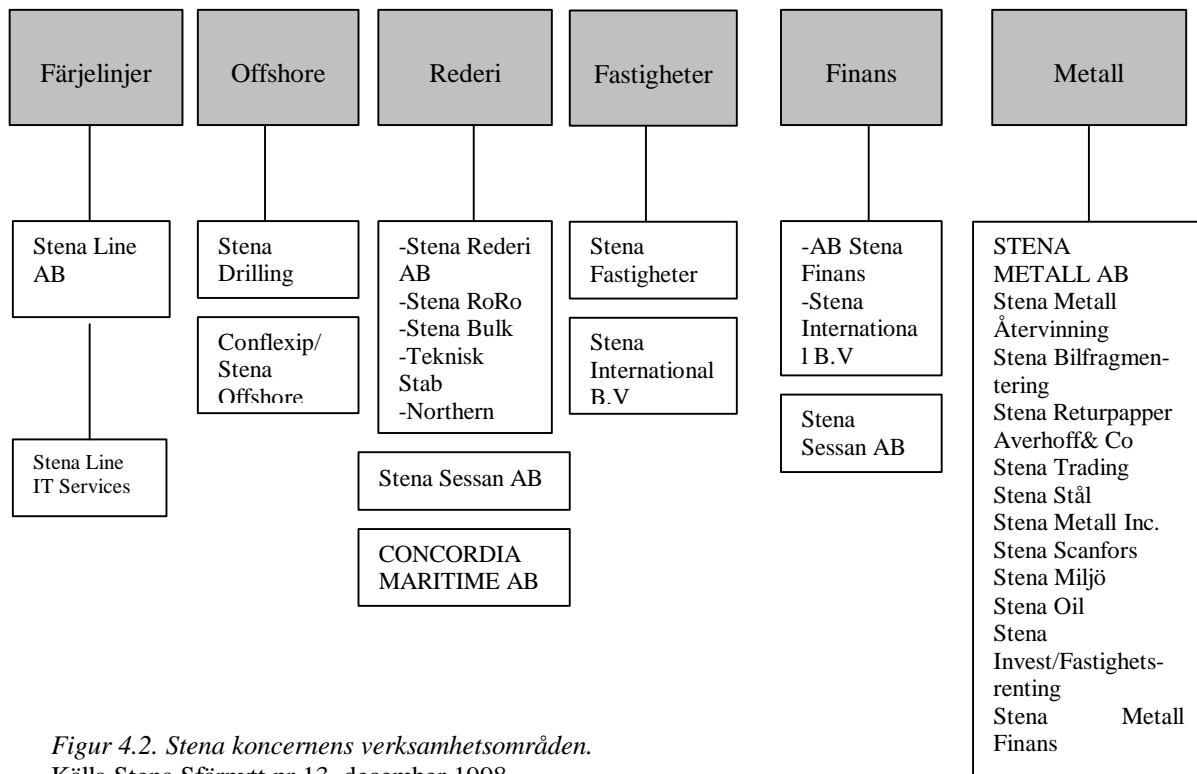 Färjelinjer
Offshore
Rederi
Fastigheter
Finans
Metall
Stena Line
AB
Stena Line
IT Services
Stena
Drilling
Conflexip/
Stena
Offshore
-Stena Rederi
AB
-Stena RoRo
-Stena Bulk
-Teknisk
Stab
-Northern
Stena Sessan AB
CONCORDIA
MARITIME AB
Stena
Fastigheter
Stena
International
B.V
-AB Stena
Finans
-Stena
Internationa
l B.V
Stena
Sessan AB
STENA
METALL AB
Stena Metall
Återvinning
Stena Bilfragmen-
tering
Stena Returpapper
Averhoff& Co
Stena Trading
Stena Stål
Stena Metall Inc.
Stena Scanfors
Stena Miljö
Stena Oil
Stena
Invest/Fastighets-
renting
Stena Metall
Finans
Figur 4.2. Stena koncernens verksamhetsområden.
Källa Stena Sfärnytt nr 13, december 1998